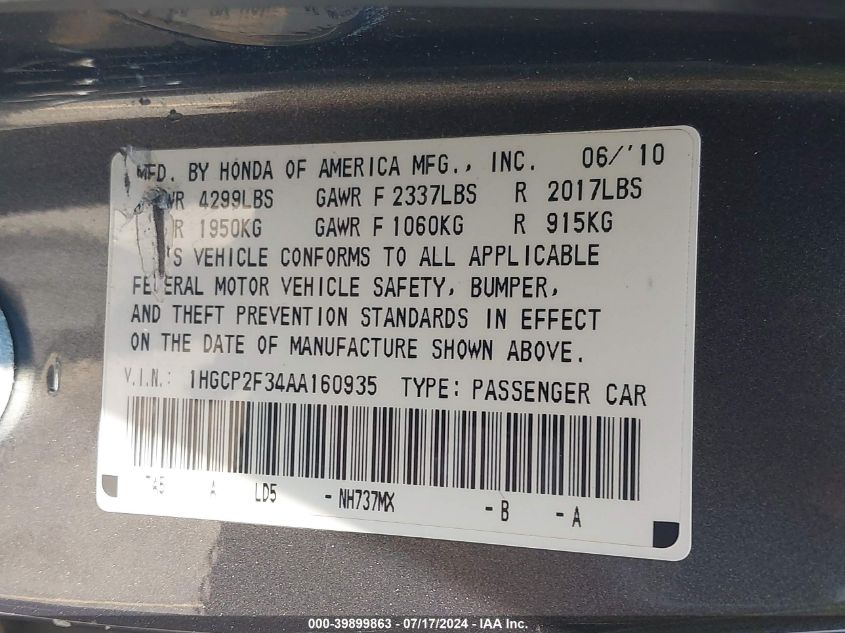 MFD. BY HONDA OF AMERICA MFG., INC. 06/'10
4299LBS GAWR F 2337LBS R 2017LBS
R 1950KG GAWR F 1060KG R 915KG
'S VEHICLE CONFORMS TO ALL APPLICABLE
FEDERAL MOTOR VEHICLE SAFETY, BUMPER,
AND THEFT PREVENTION STANDARDS IN EFFECT
ON THE DATE OF MANUFACTURE SHOWN ABOVE.
V.I.N.: 1HGCP2F34AA160935 TYPE: PASSENGER CAR
TA5 A LD5 - NH737MX - B - A
000-39899863 / 07/17/2024 - IAA Inc.